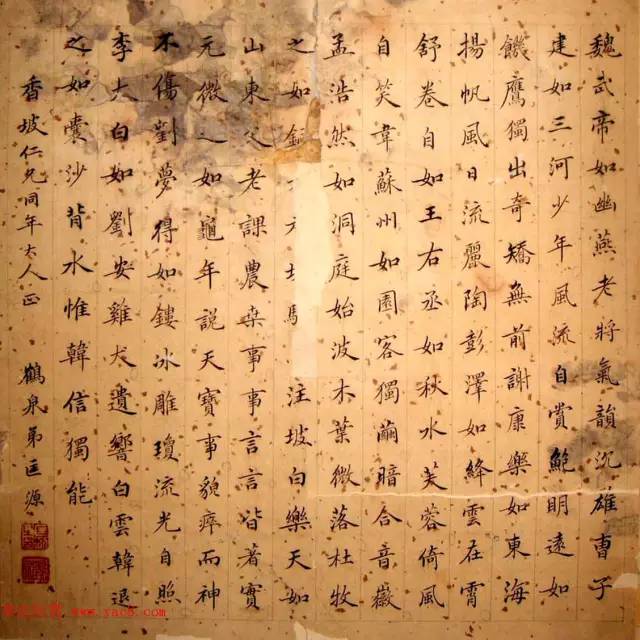 魏武帝如幽燕老將氣韻沉雄曹子
建如三河少年風流自賞鮑明遠如
饑鷹獨出奇矯無前謝康樂如東海
揚帆風日流麗陶彭澤如絳雲在霄
舒卷自如王右丞如秋水芙蓉倚風
自笑韋蘇州如園客獨繭暗合音徽
孟浩然如洞庭始波木葉微落杜牧
之如注坡白樂天如
山東父老課農桑事事言言皆著實
元微之如龜年說天寶事貌瘁而神
不傷劉夢得如鏤冰雕瓊流光自照
李大白如劉安雞犬遺響白雲韓退
之如囊沙背水惟韓信獨能
香坡仁兄同年大人正 鶴泉弟匡源
www.yac8.com